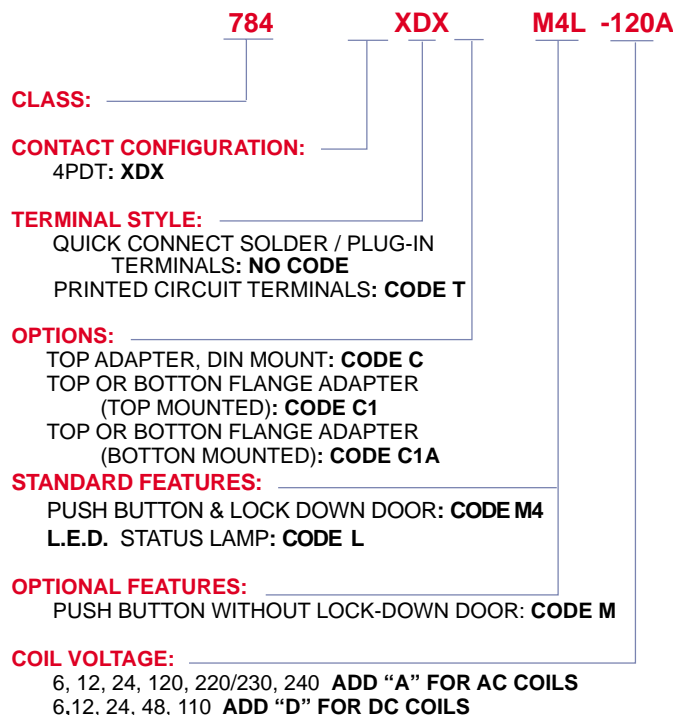 784 XDX M4L -120A
CLASS:
CONTACT CONFIGURATION:
4PDT: XDX
TERMINAL STYLE:
QUICK CONNECT SOLDER / PLUG-IN
TERMINALS: NO CODE
PRINTED CIRCUIT TERMINALS: CODE T
OPTIONS:
TOP ADAPTER, DIN MOUNT: CODE C
TOP OR BOTTON FLANGE ADAPTER
(TOP MOUNTED): CODE C1
TOP OR BOTTON FLANGE ADAPTER
(BOTTOM MOUNTED): CODE C1A
STANDARD FEATURES:
PUSH BUTTON & LOCK DOWN DOOR: CODE M4
L.E.D. STATUS LAMP: CODE L
OPTIONAL FEATURES:
PUSH BUTTON WITHOUT LOCK-DOWN DOOR: CODE M
COIL VOLTAGE:
6, 12, 24, 120, 220/230, 240 ADD “A” FOR AC COILS
6,12, 24, 48, 110 ADD “D” FOR DC COILS